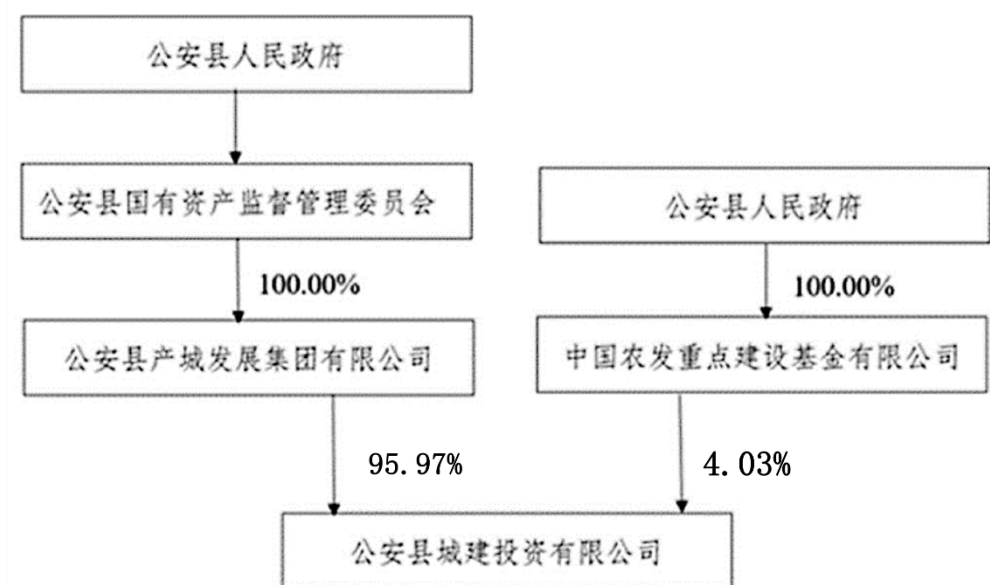 公安县人民政府
公安县国有资产监督管理委员会
公安县人民政府
100.00%
100.00%
公安县产城发展集团有限公司
中国农发重点建设基金有限公司
95.97%
4.03%
公安县城建投资有限公司